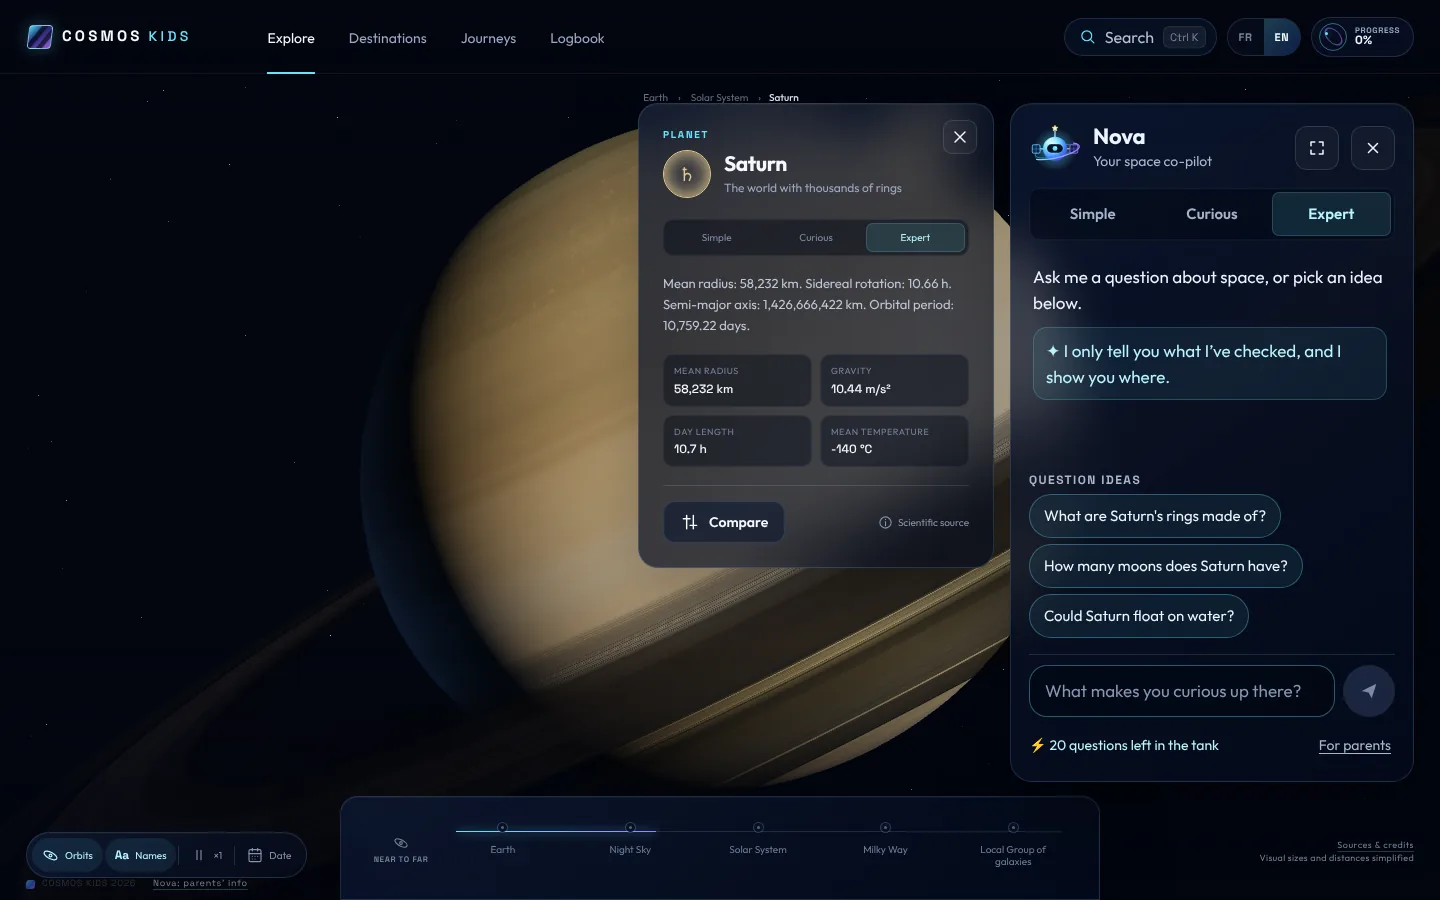 COSMOS KIDS
Explore
Destinations
Journeys
Logbook
Search
Ctrl K
FR
EN
PROGRESS
0%
Earth › Solar System › Saturn
PLANET
♄
Saturn
The world with thousands of rings
Simple
Curious
Expert
Mean radius: 58,232 km. Sidereal rotation: 10.66 h.
Semi-major axis: 1,426,666,422 km. Orbital period:
10,759.22 days.
MEAN RADIUS
58,232 km
GRAVITY
10.44 m/s²
DAY LENGTH
10.7 h
MEAN TEMPERATURE
-140 °C
Compare
Scientific source
Nova
Your space co-pilot
Simple
Curious
Expert
Ask me a question about space, or pick an idea
below.
✦ I only tell you what I’ve checked, and I
show you where.
QUESTION IDEAS
What are Saturn's rings made of?
How many moons does Saturn have?
Could Saturn float on water?
What makes you curious up there?
⚡ 20 questions left in the tank
For parents
Orbits
Aa Names
×1
Date
COSMOS KIDS 2026
Nova: parents' info
NEAR TO FAR
Earth
Night Sky
Solar System
Milky Way
Local Group of
galaxies
Sources & credits
Visual sizes and distances simplified